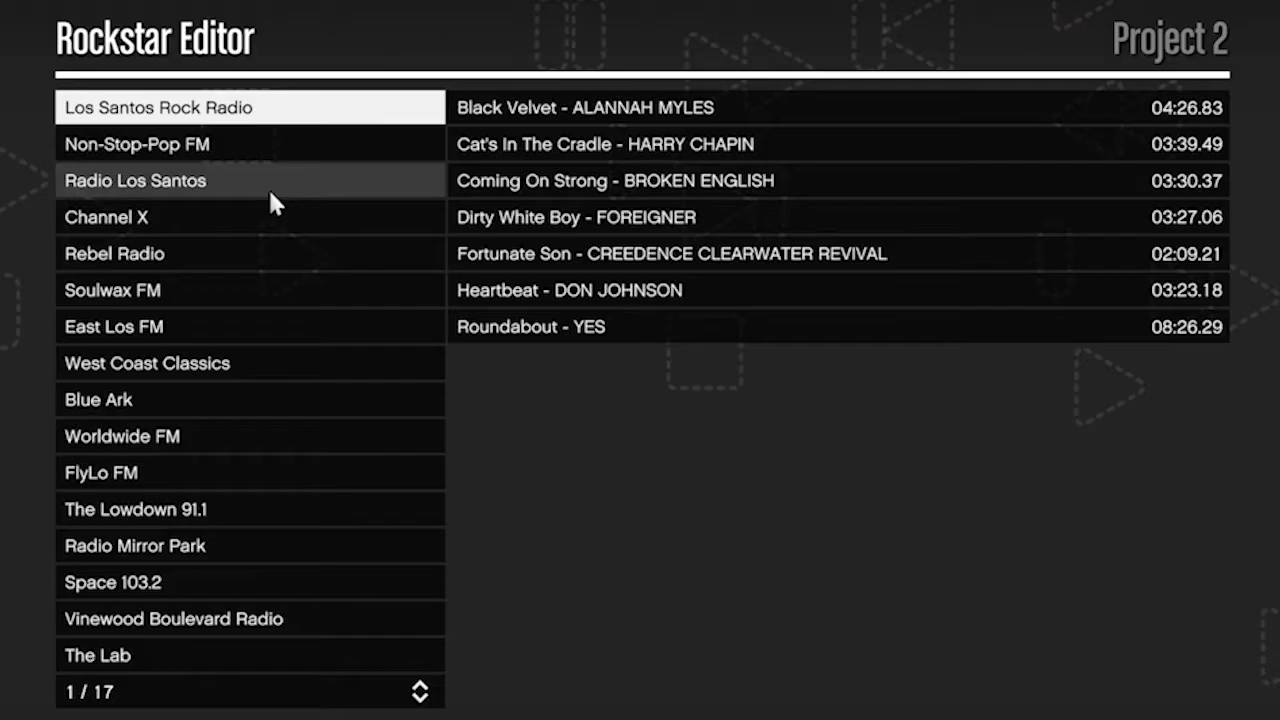 Rockstar Editor
Project 2
Los Santos Rock Radio
Non-Stop-Pop FM
Radio Los Santos
Channel X
Rebel Radio
Soulwax FM
East Los FM
West Coast Classics
Blue Ark
Worldwide FM
FlyLo FM
The Lowdown 91.1
Radio Mirror Park
Space 103.2
Vinewood Boulevard Radio
The Lab
1 / 17
Black Velvet - ALANNAH MYLES 04:26.83
Cat's In The Cradle - HARRY CHAPIN 03:39.49
Coming On Strong - BROKEN ENGLISH 03:30.37
Dirty White Boy - FOREIGNER 03:27.06
Fortunate Son - CREEDENCE CLEARWATER REVIVAL 02:09.21
Heartbeat - DON JOHNSON 03:23.18
Roundabout - YES 08:26.29